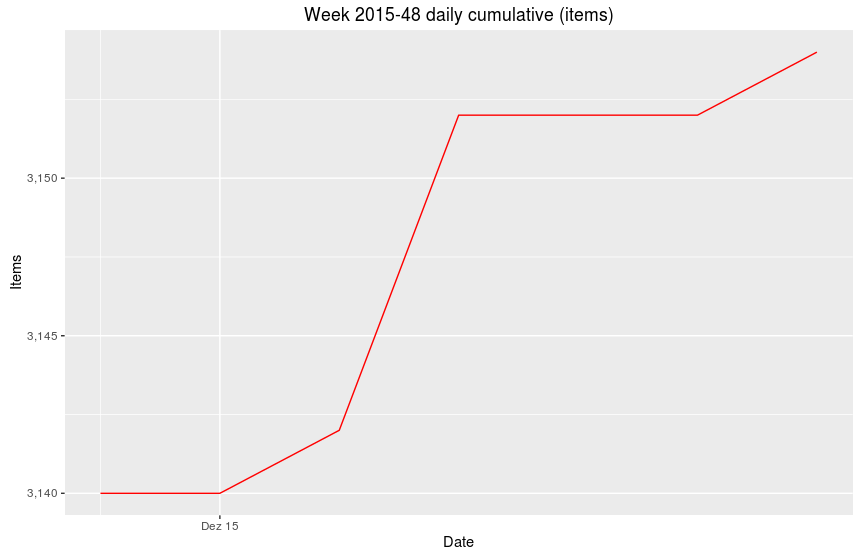 Week 2015-48 daily cumulative (items)
Items
3,150
3,145
3,140
Dez 15
Date